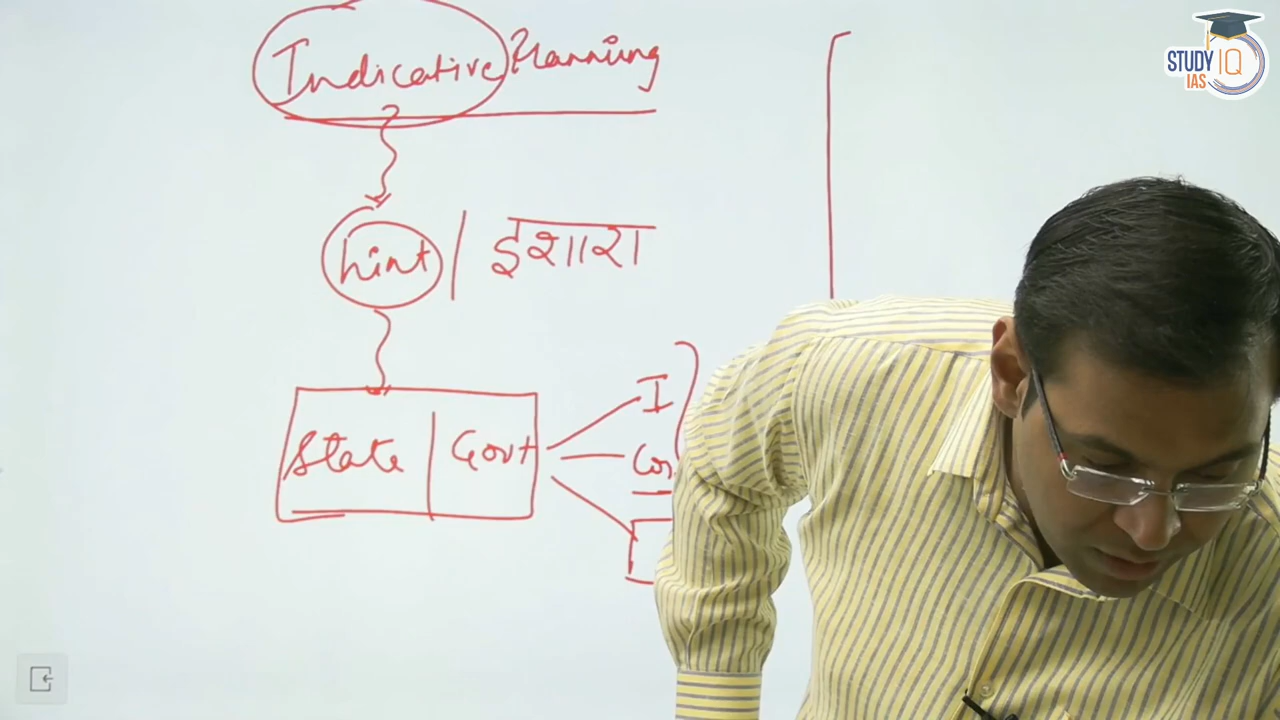 Indicative Planning
hint | इशारा
State | Govt
I
STUDY IQ
IAS